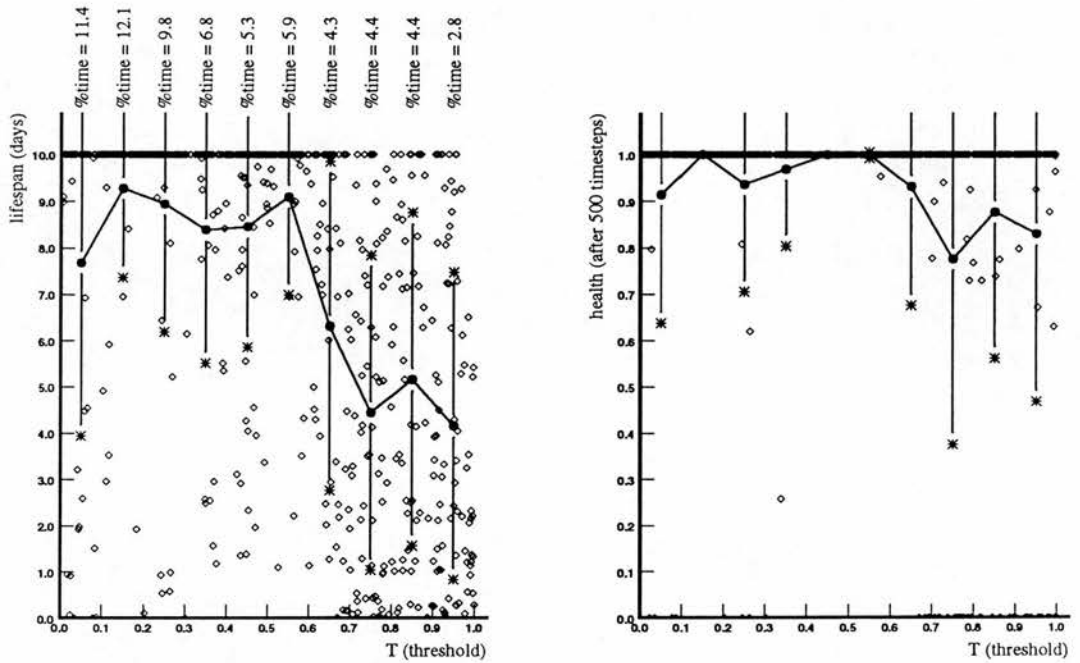 %time = 11.4
%time = 12.1
%time = 9.8
%time = 6.8
%time = 5.3
%time = 5.9
%time = 4.3
%time = 4.4
%time = 4.4
%time = 2.8
lifespan (days)
10.0
9.0
8.0
7.0
6.0
5.0
4.0
3.0
2.0
1.0
0.0
0.0 0.1 0.2 0.3 0.4 0.5 0.6 0.7 0.8 0.9 1.0
T (threshold)
health (after 500 timesteps)
1.0
0.9
0.8
0.7
0.6
0.5
0.4
0.3
0.2
0.1
0.0
0.0 0.1 0.2 0.3 0.4 0.5 0.6 0.7 0.8 0.9 1.0
T (threshold)